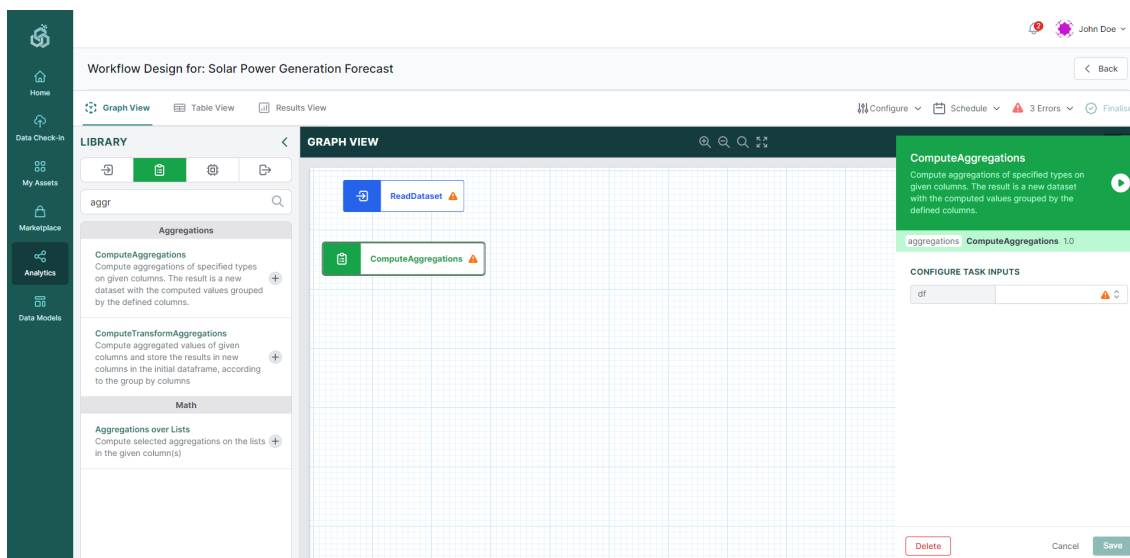 2
John Doe
Workflow Design for: Solar Power Generation Forecast
Back
Home
Data Check-In
My Assets
Marketplace
Analytics
Data Models
Graph View
Table View
Results View
Configure
Schedule
3 Errors
Finalise
LIBRARY
aggr
Aggregations
ComputeAggregations
Compute aggregations of specified types
on given columns. The result is a new
dataset with the computed values grouped
by the defined columns.
ComputeTransformAggregations
Compute aggregated values of given
columns and store the results in new
columns in the initial dataframe, according
to the group by columns
Math
Aggregations over Lists
Compute selected aggregations on the lists
in the given column(s)
GRAPH VIEW
ReadDataset
ComputeAggregations
ComputeAggregations
Compute aggregations of specified types on
given columns. The result is a new dataset
with the computed values grouped by the
defined columns.
aggregations ComputeAggregations 1.0
CONFIGURE TASK INPUTS
df
Delete
Cancel
Save